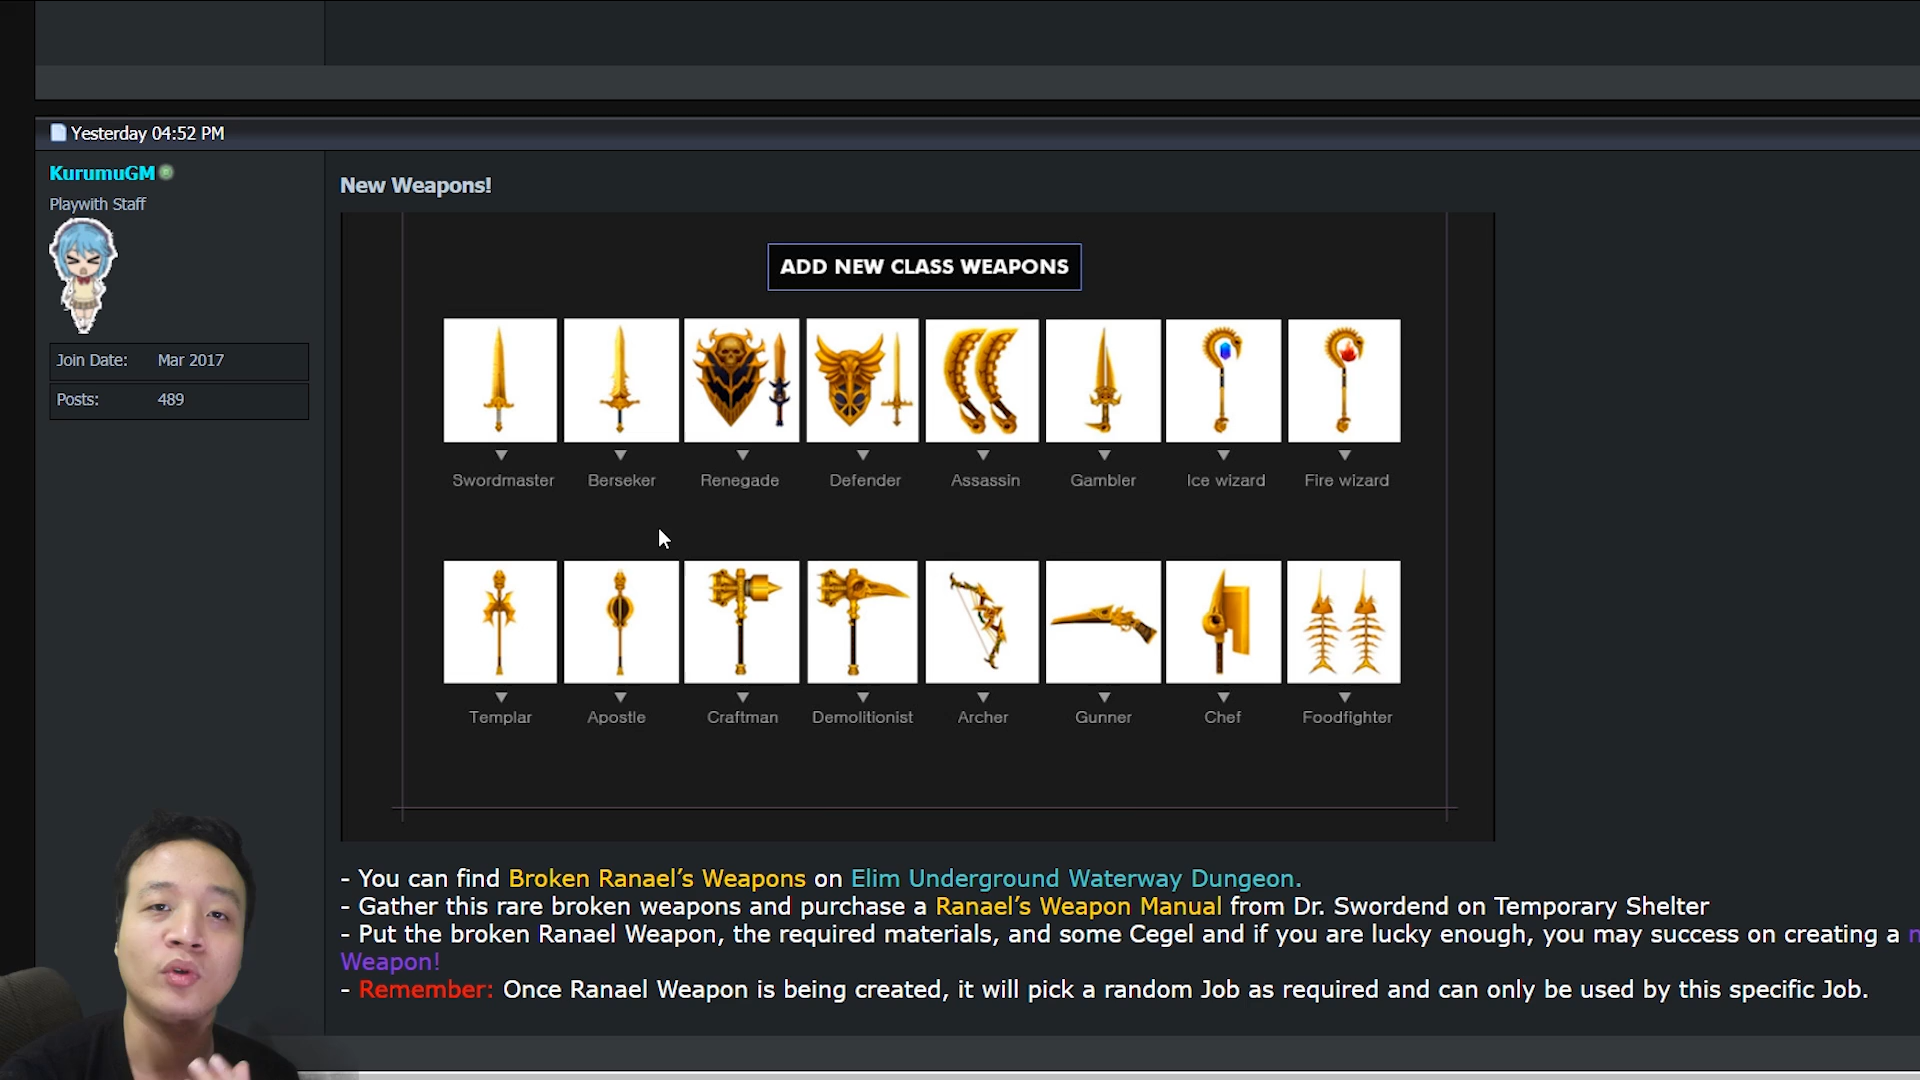 Yesterday 04:52 PM
KurumuGM
Playwith Staff
Join Date: Mar 2017
Posts: 489
New Weapons!
ADD NEW CLASS WEAPONS
Swordmaster Berseker Renegade Defender Assassin Gambler Ice wizard Fire wizard
Templar Apostle Craftman Demolitionist Archer Gunner Chef Foodfighter
- You can find Broken Ranael’s Weapons on Elim Underground Waterway Dungeon.
- Gather this rare broken weapons and purchase a Ranael’s Weapon Manual from Dr. Swordend on Temporary Shelter
- Put the broken Ranael Weapon, the required materials, and some Cegel and if you are lucky enough, you may success on creating a
Weapon!
- Remember: Once Ranael Weapon is being created, it will pick a random Job as required and can only be used by this specific Job.